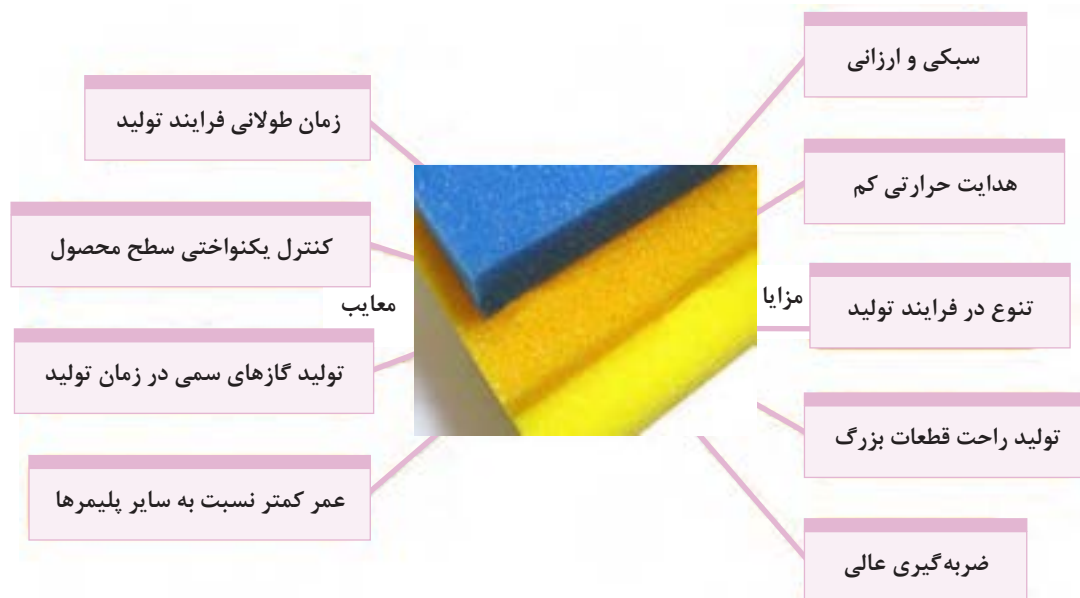 سبکی و ارزانی
هدایت حرارتی کم
مزایا
تنوع در فرایند تولید
تولید راحت قطعات بزرگ
ضربه‌گیری عالی
زمان طولانی فرایند تولید
کنترل یکنواختی سطح محصول
معایب
تولید گازهای سمی در زمان تولید
عمر کمتر نسبت به سایر پلیمرها